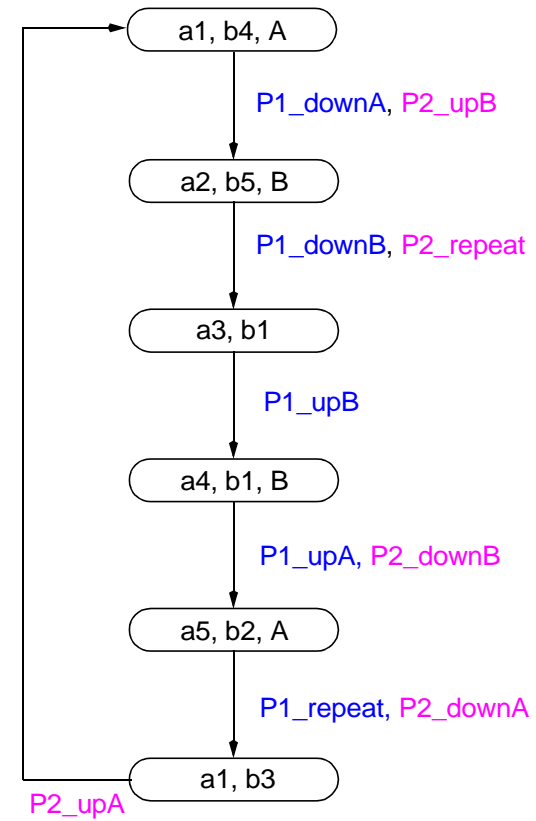 a1, b4, A
P1_downA, P2_upB
a2, b5, B
P1_downB, P2_repeat
a3, b1
P1_upB
a4, b1, B
P1_upA, P2_downB
a5, b2, A
P1_repeat, P2_downA
a1, b3
P2_upA